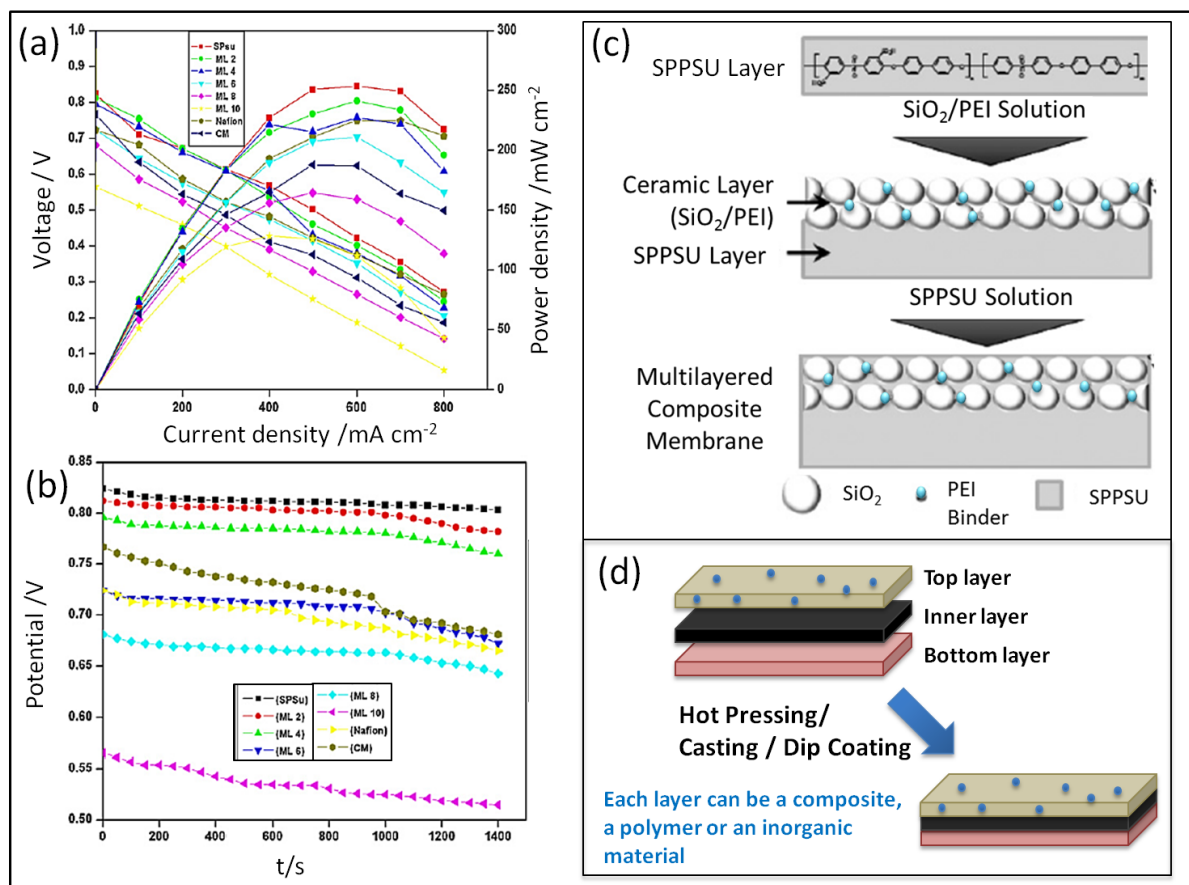 (a)
SPsu
ML 2
ML 4
ML 6
ML 8
ML 10
Nafion
CM
Voltage / V
1.0
0.9
0.8
0.7
0.6
0.5
0.4
0.3
0.2
0.1
0.0
0
200
400
600
800
Current density /mA cm-2
300
250
200
150
100
50
0
Power density /mW cm-2
(b)
Potential /V
0.85
0.80
0.75
0.70
0.65
0.60
0.55
0.50
{SPSu}
{ML 2}
{ML 4}
{ML 6}
{ML 8}
{ML 10}
{Nafion}
{CM}
0
200
400
600
800
1000
1200
1400
t/s
(c)
SPPSU Layer
SiO2/PEI Solution
Ceramic Layer
(SiO2/PEI)
SPPSU Layer
SPPSU Solution
Multilayered
Composite
Membrane
SiO2
PEI
Binder
SPPSU
(d)
Top layer
Inner layer
Bottom layer
Hot Pressing/
Casting / Dip Coating
Each layer can be a composite,
a polymer or an inorganic
material